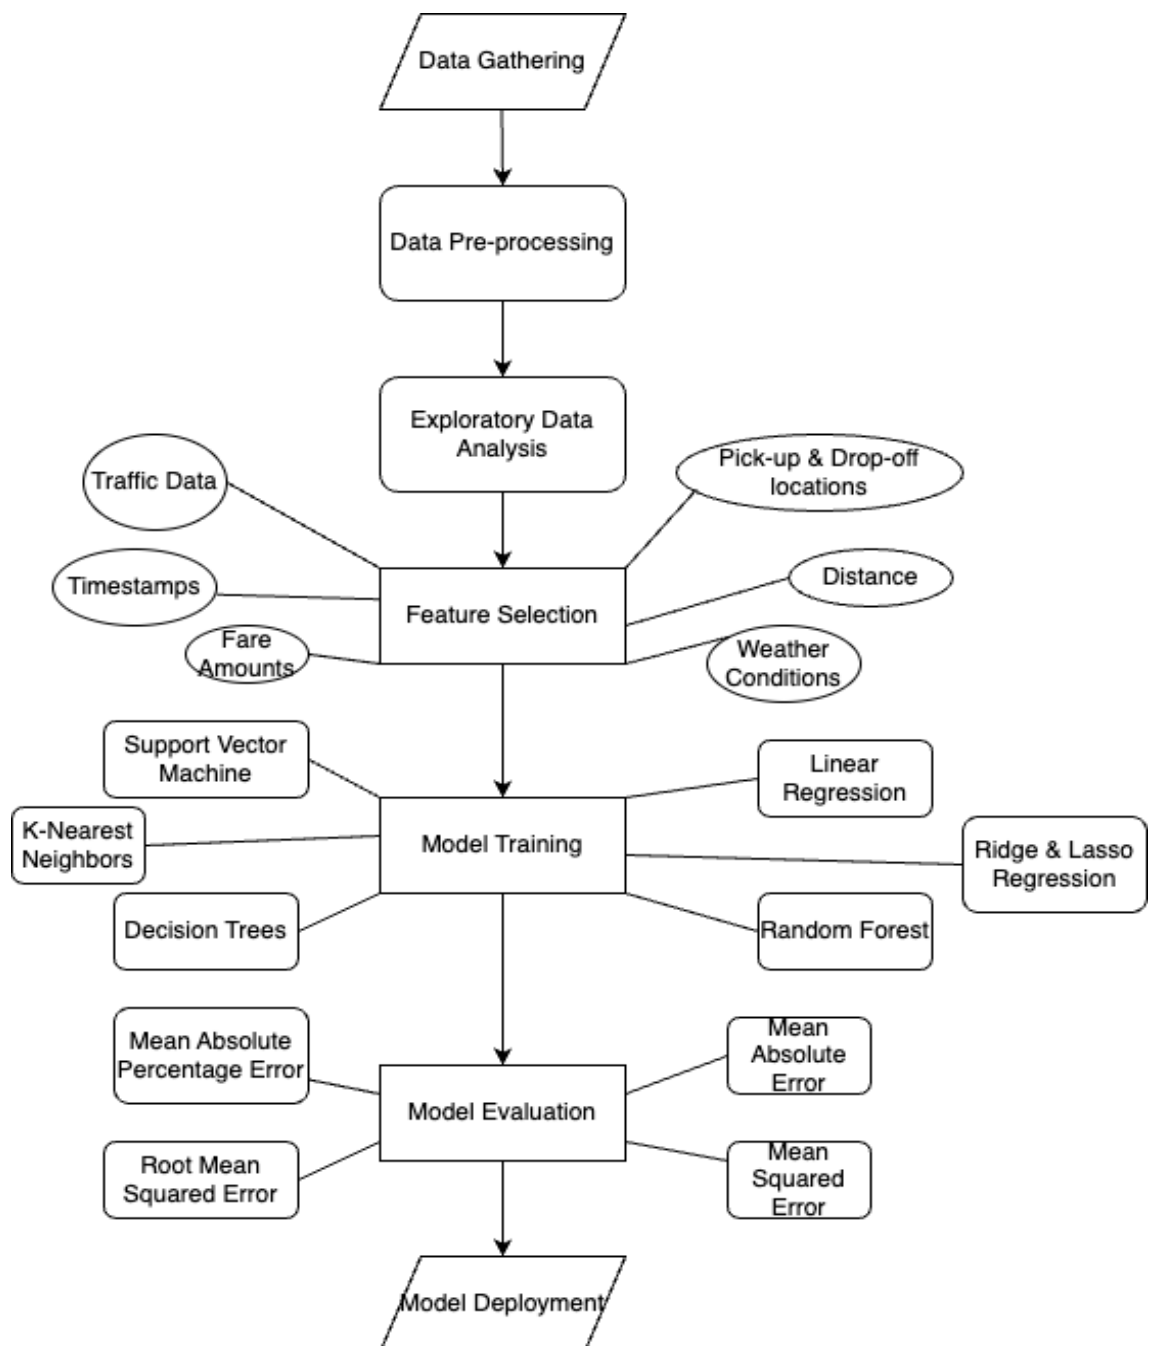 Data Gathering
Data Pre-processing
Exploratory Data
Analysis
Traffic Data
Pick-up & Drop-off
locations
Timestamps
Feature Selection
Distance
Fare
Amounts
Weather
Conditions
Support Vector
Machine
Linear
Regression
K-Nearest
Neighbors
Model Training
Ridge & Lasso
Regression
Decision Trees
Random Forest
Mean Absolute
Percentage Error
Mean
Absolute
Error
Model Evaluation
Root Mean
Squared Error
Mean
Squared
Error
Model Deployment